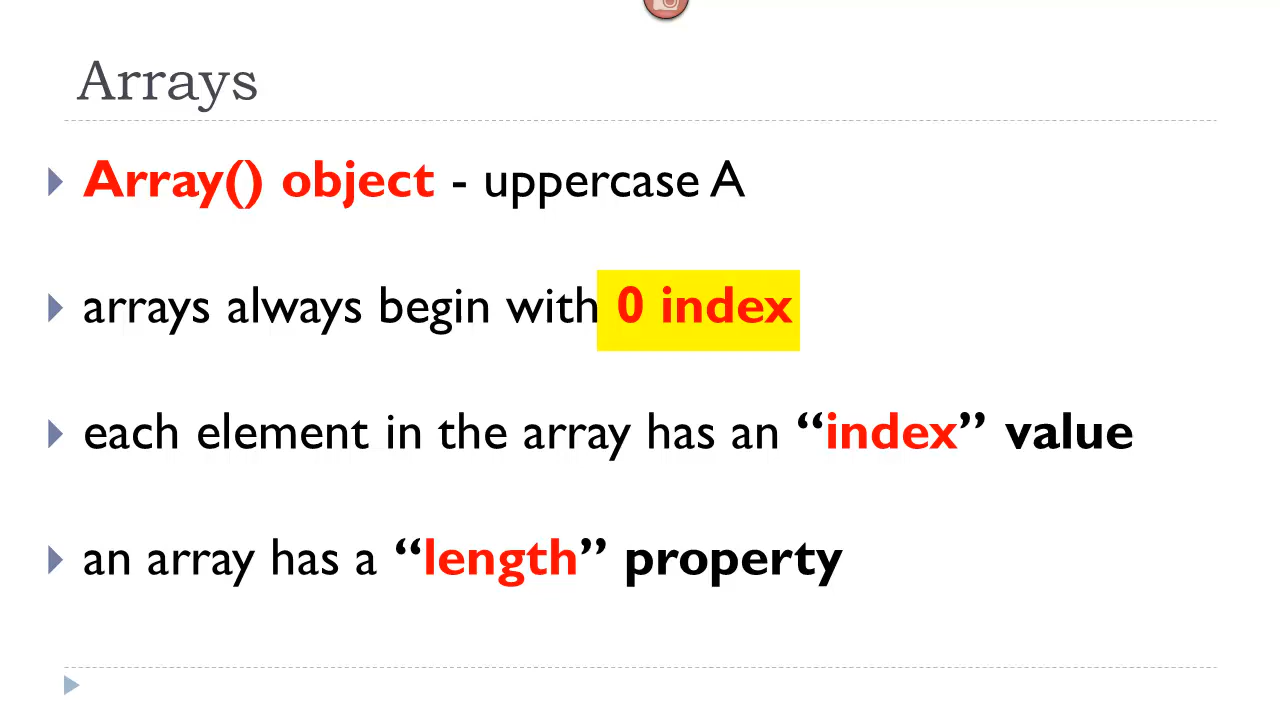 Arrays
Array() object - uppercase A
arrays always begin with 0 index
each element in the array has an “index” value
an array has a “length” property